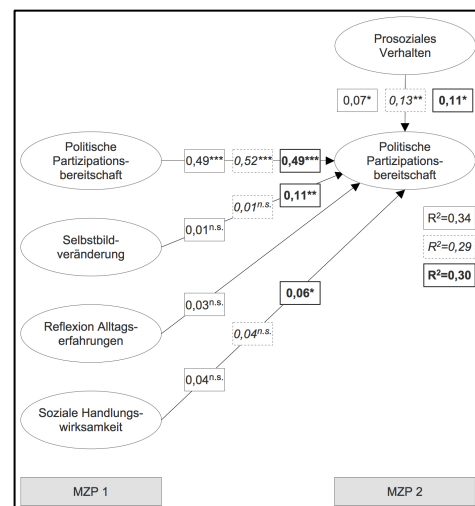 Prosoziales
Verhalten
0,07* 0,13** 0,11*
Politische
Partizipations-
bereitschaft
0,49*** 0,52*** 0,49***
Politische
Partizipations-
bereitschaft
0,01n.s. 0,11**
Selbstbild-
veränderung
0,01n.s.
R²=0,34
R²=0,29
R²=0,30
0,06*
Reflexion Alltags-
erfahrungen
0,03n.s.
0,04n.s.
Soziale Handlungs-
wirksamkeit
0,04n.s.
MZP 1 MZP 2